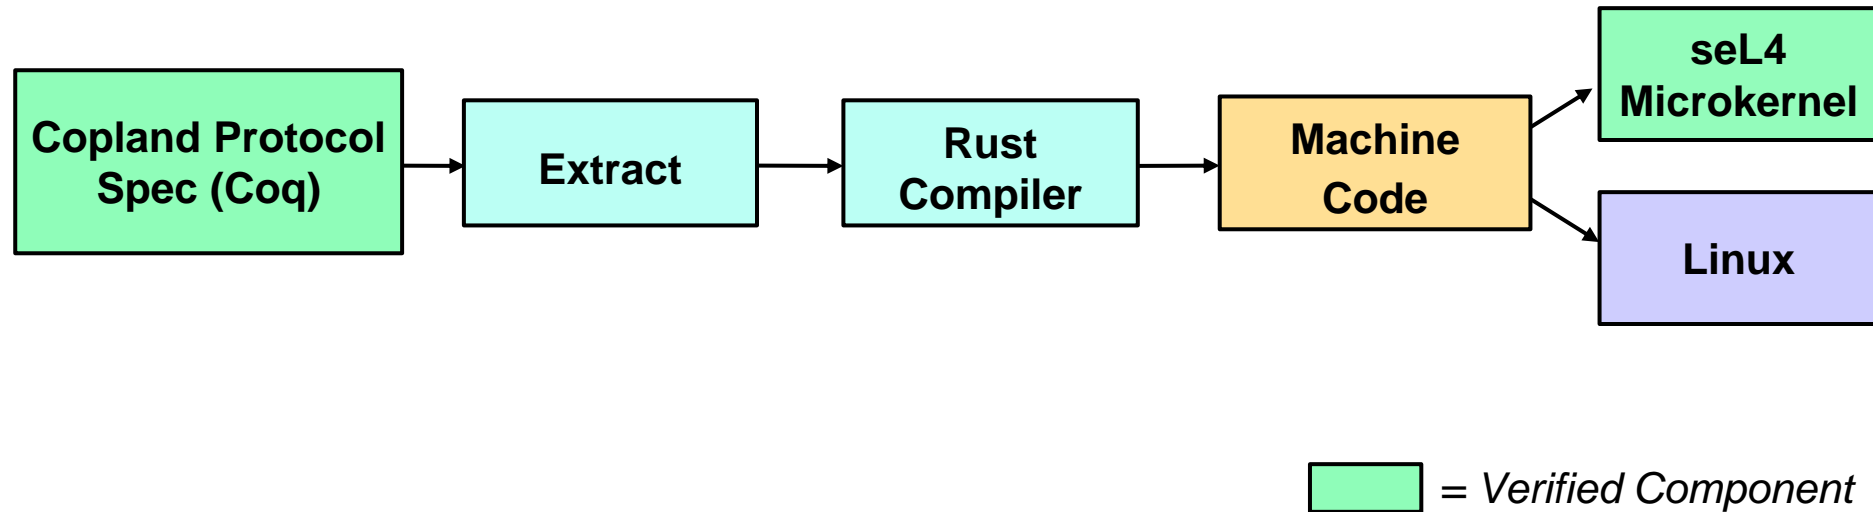 Copland Protocol
Spec (Coq)
Extract
Rust
Compiler
Machine
Code
seL4
Microkernel
Linux
= Verified Component